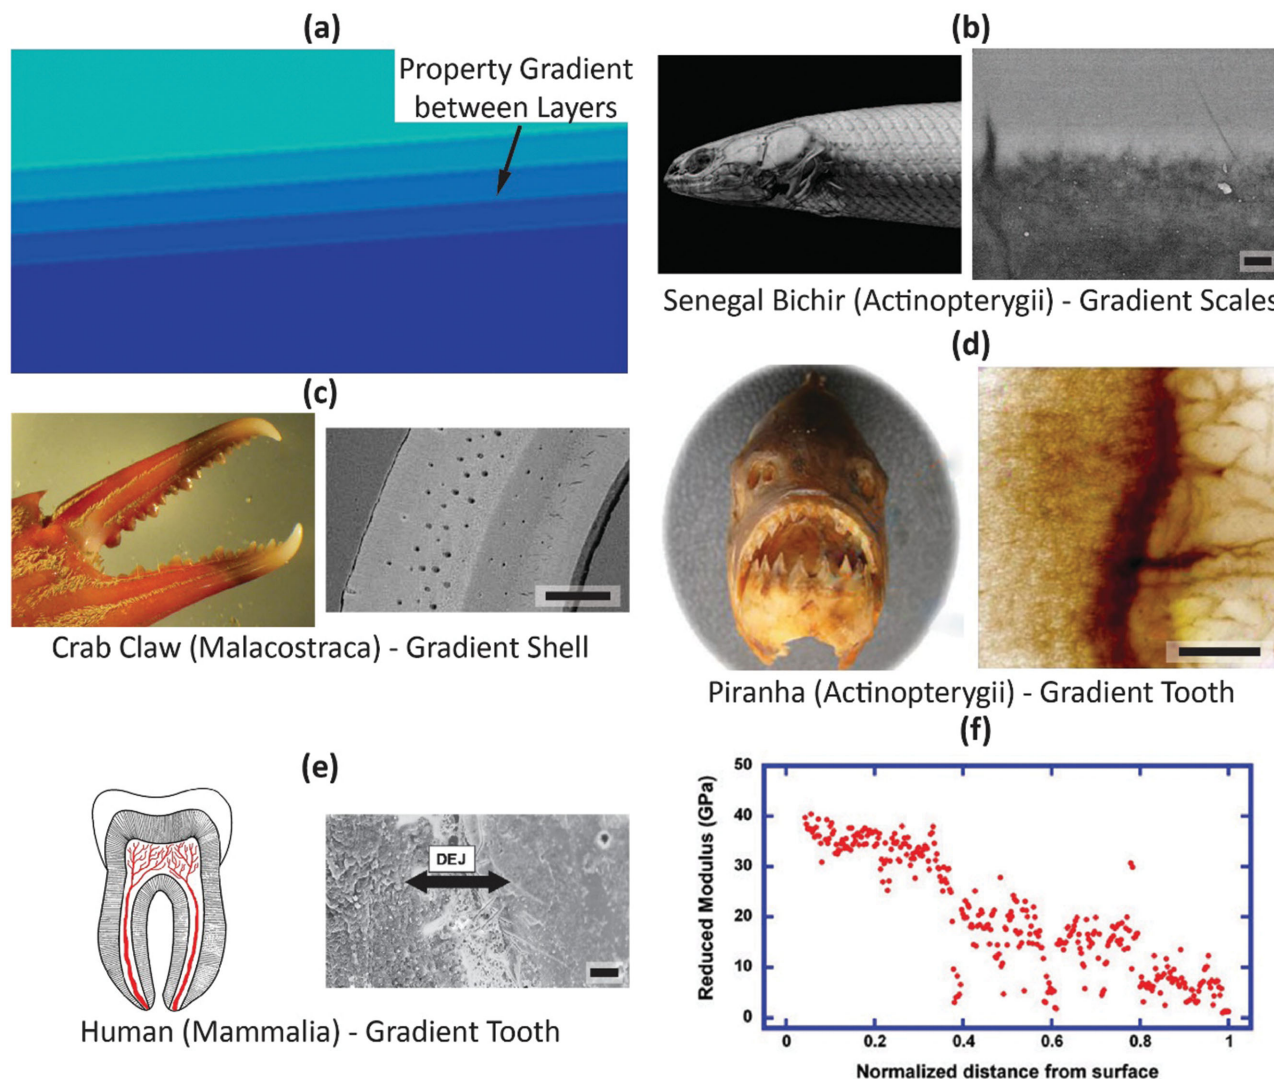 (a)
Property Gradient
between Layers
(b)
Senegal Bichir (Actinopterygii) - Gradient Scales
(c)
Crab Claw (Malacostraca) - Gradient Shell
(d)
Piranha (Actinopterygii) - Gradient Tooth
(e)
DEJ
Human (Mammalia) - Gradient Tooth
(f)
Reduced Modulus (GPa)
50
40
30
20
10
0
0 0.2 0.4 0.6 0.8 1
Normalized distance from surface